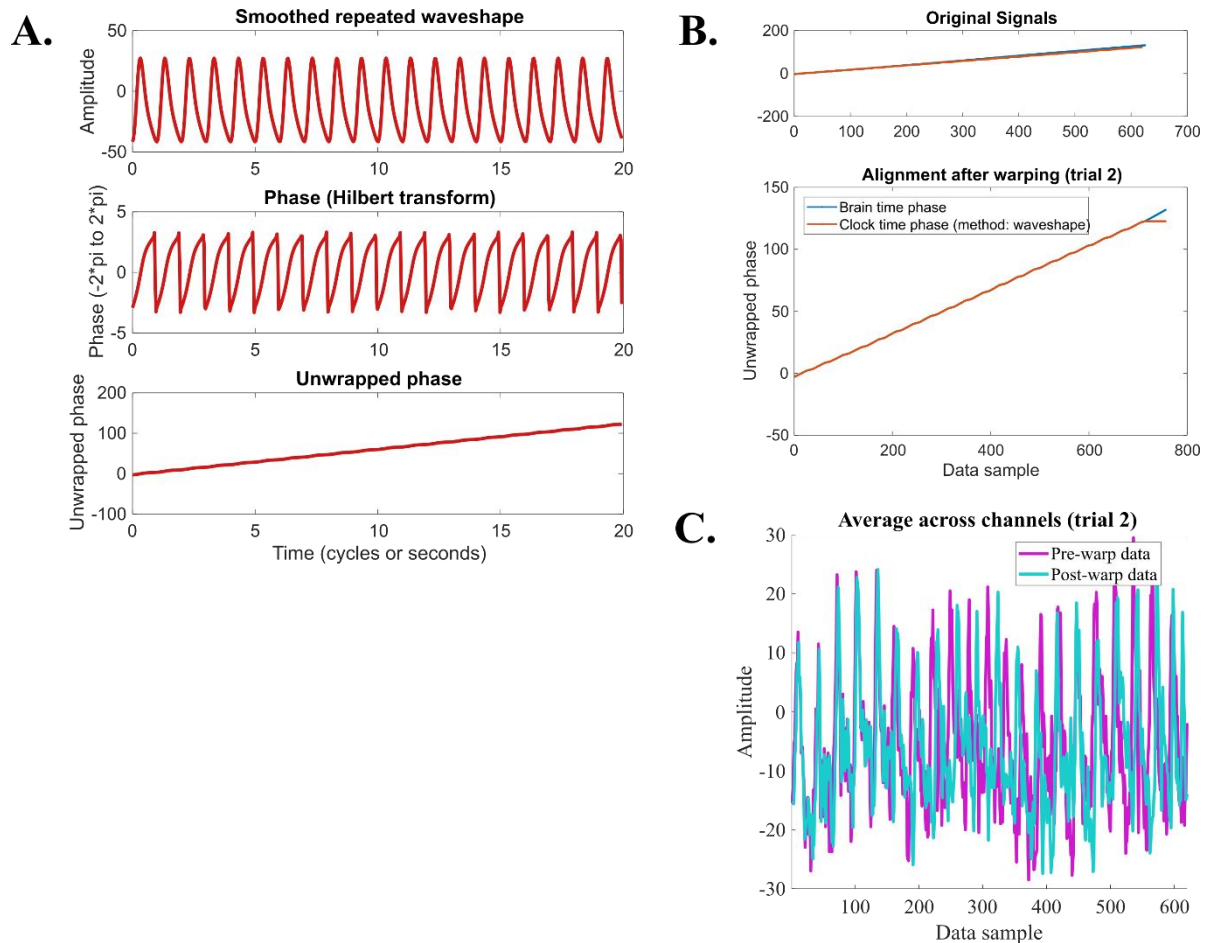 A.
Smoothed repeated waveshape
50
0
-50
Amplitude
0 5 10 15 20
Phase (Hilbert transform)
5
0
-5
Phase (-2*pi to 2*pi)
0 5 10 15 20
Unwrapped phase
200
100
0
-100
Unwrapped phase
0 5 10 15 20
Time (cycles or seconds)
B.
Original Signals
200
0
-200
0 100 200 300 400 500 600 700
Alignment after warping (trial 2)
150
100
50
0
-50
Unwrapped phase
Brain time phase
Clock time phase (method: waveshape)
0 200 400 600 800
Data sample
C.
Average across channels (trial 2)
30
20
10
0
-10
-20
-30
Amplitude
Pre-warp data
Post-warp data
100 200 300 400 500 600
Data sample